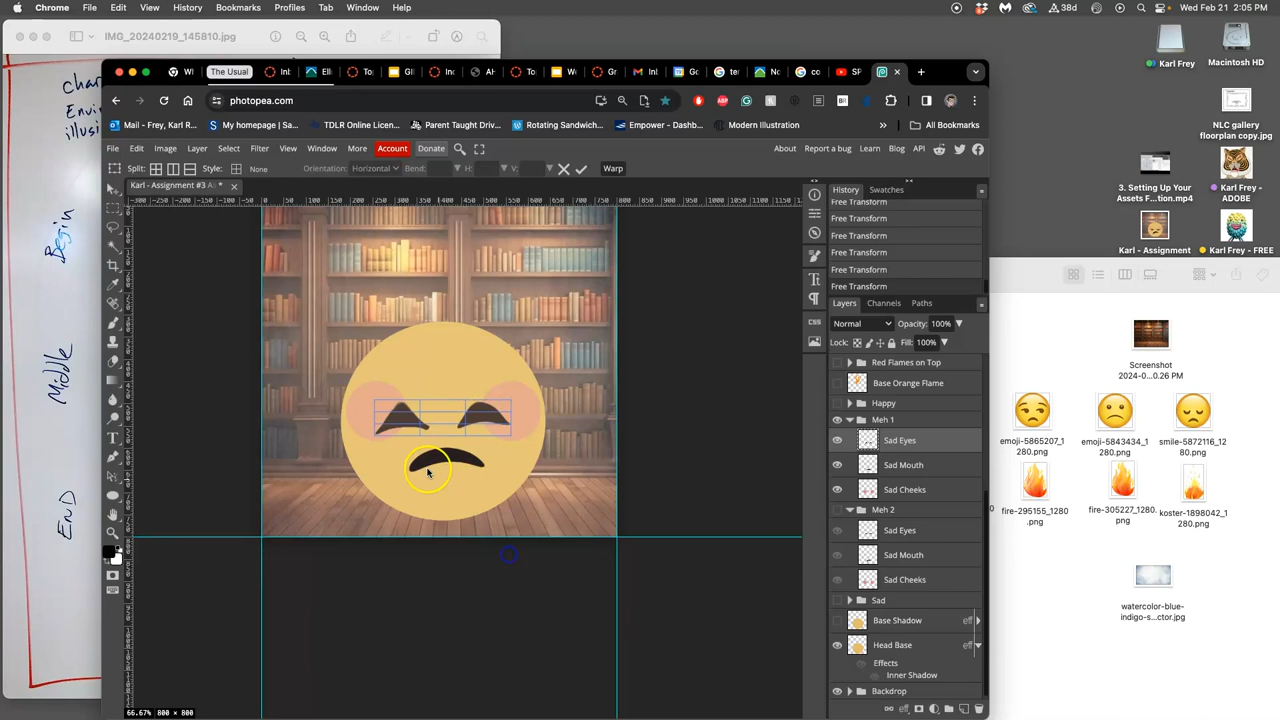 Chrome File Edit View History Bookmarks Profiles Tab Window Help
38d Wed Feb 21 2:05 PM
IMG_20240219_145810.jpg
The Usual
photopea.com
Mail - Frey, Karl R... My homepage | Sa... TDLR Online Licen... Parent Taught Driv... Rotating Sandwich... Empower - Dashb... Modern Illustration » All Bookmarks
File Edit Image Layer Select Filter View Window More Account Donate
About Report a bug Learn Blog API
Split: Style: None Orientation: Horizontal Bend: H: V: Warp
Karl - Assignment #3 A: *
History Swatches
Free Transform
Free Transform
Free Transform
Free Transform
Free Transform
Free Transform
Layers Channels Paths
Normal Opacity: 100%
Lock: Fill: 100%
Red Flames on Top
Base Orange Flame
Happy
Meh 1
Sad Eyes
Sad Mouth
Sad Cheeks
Meh 2
Sad Eyes
Sad Mouth
Sad Cheeks
Sad
Base Shadow eff
Head Base eff
Effects
Inner Shadow
Backdrop
66.67% 800 × 800
Envi
illus
Begin
Middle
END
Karl Frey
Macintosh HD
NLC gallery
floorplan copy.jpg
3. Setting Up Your
Assets F...tion.mp4
Karl Frey -
ADOBE
Karl - Assignment
Karl Frey - FREE
Screenshot
2024-0...0.26 PM
emoji-5865207_1
280.png
emoji-5843434_1
280.png
smile-5872116_12
80.png
fire-295155_1280
.png
fire-305227_1280.
png
koster-1898042_1
280.png
watercolor-blue-
indigo-s...ctor.jpg